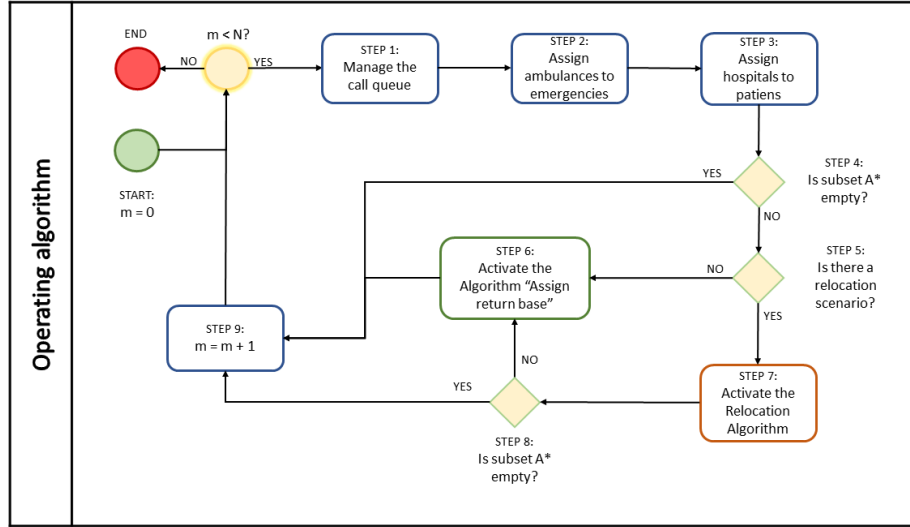 Operating algorithm
END
m < N?
NO
YES
STEP 1:
Manage the
call queue
STEP 2:
Assign
ambulances to
emergencies
STEP 3:
Assign
hospitals to
patiens
START:
m = 0
YES
STEP 4:
Is subset A*
empty?
NO
STEP 5:
Is there a
relocation
scenario?
NO
YES
STEP 6:
Activate the
Algorithm “Assign
return base”
STEP 9:
m = m + 1
NO
YES
STEP 7:
Activate the
Relocation
Algorithm
STEP 8:
Is subset A*
empty?